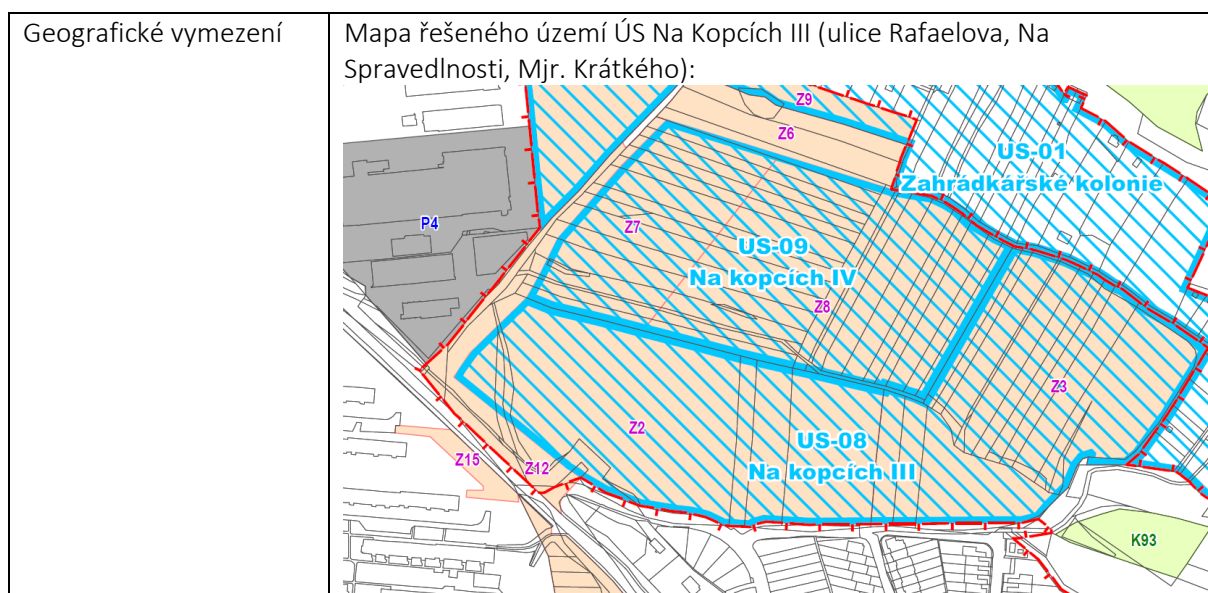 Geografické vymezení
Mapa řešeného území ÚS Na Kopcích III (ulice Rafaelova, Na
Spravedlnosti, Mjr. Krátkého):
Z9
Z6
US-01
Zahrádkářské kolonie
P4
Z7
US-09
Na kopcích IV
Z8
Z3
Z2
US-08
Na kopcích III
Z15
Z12
K93